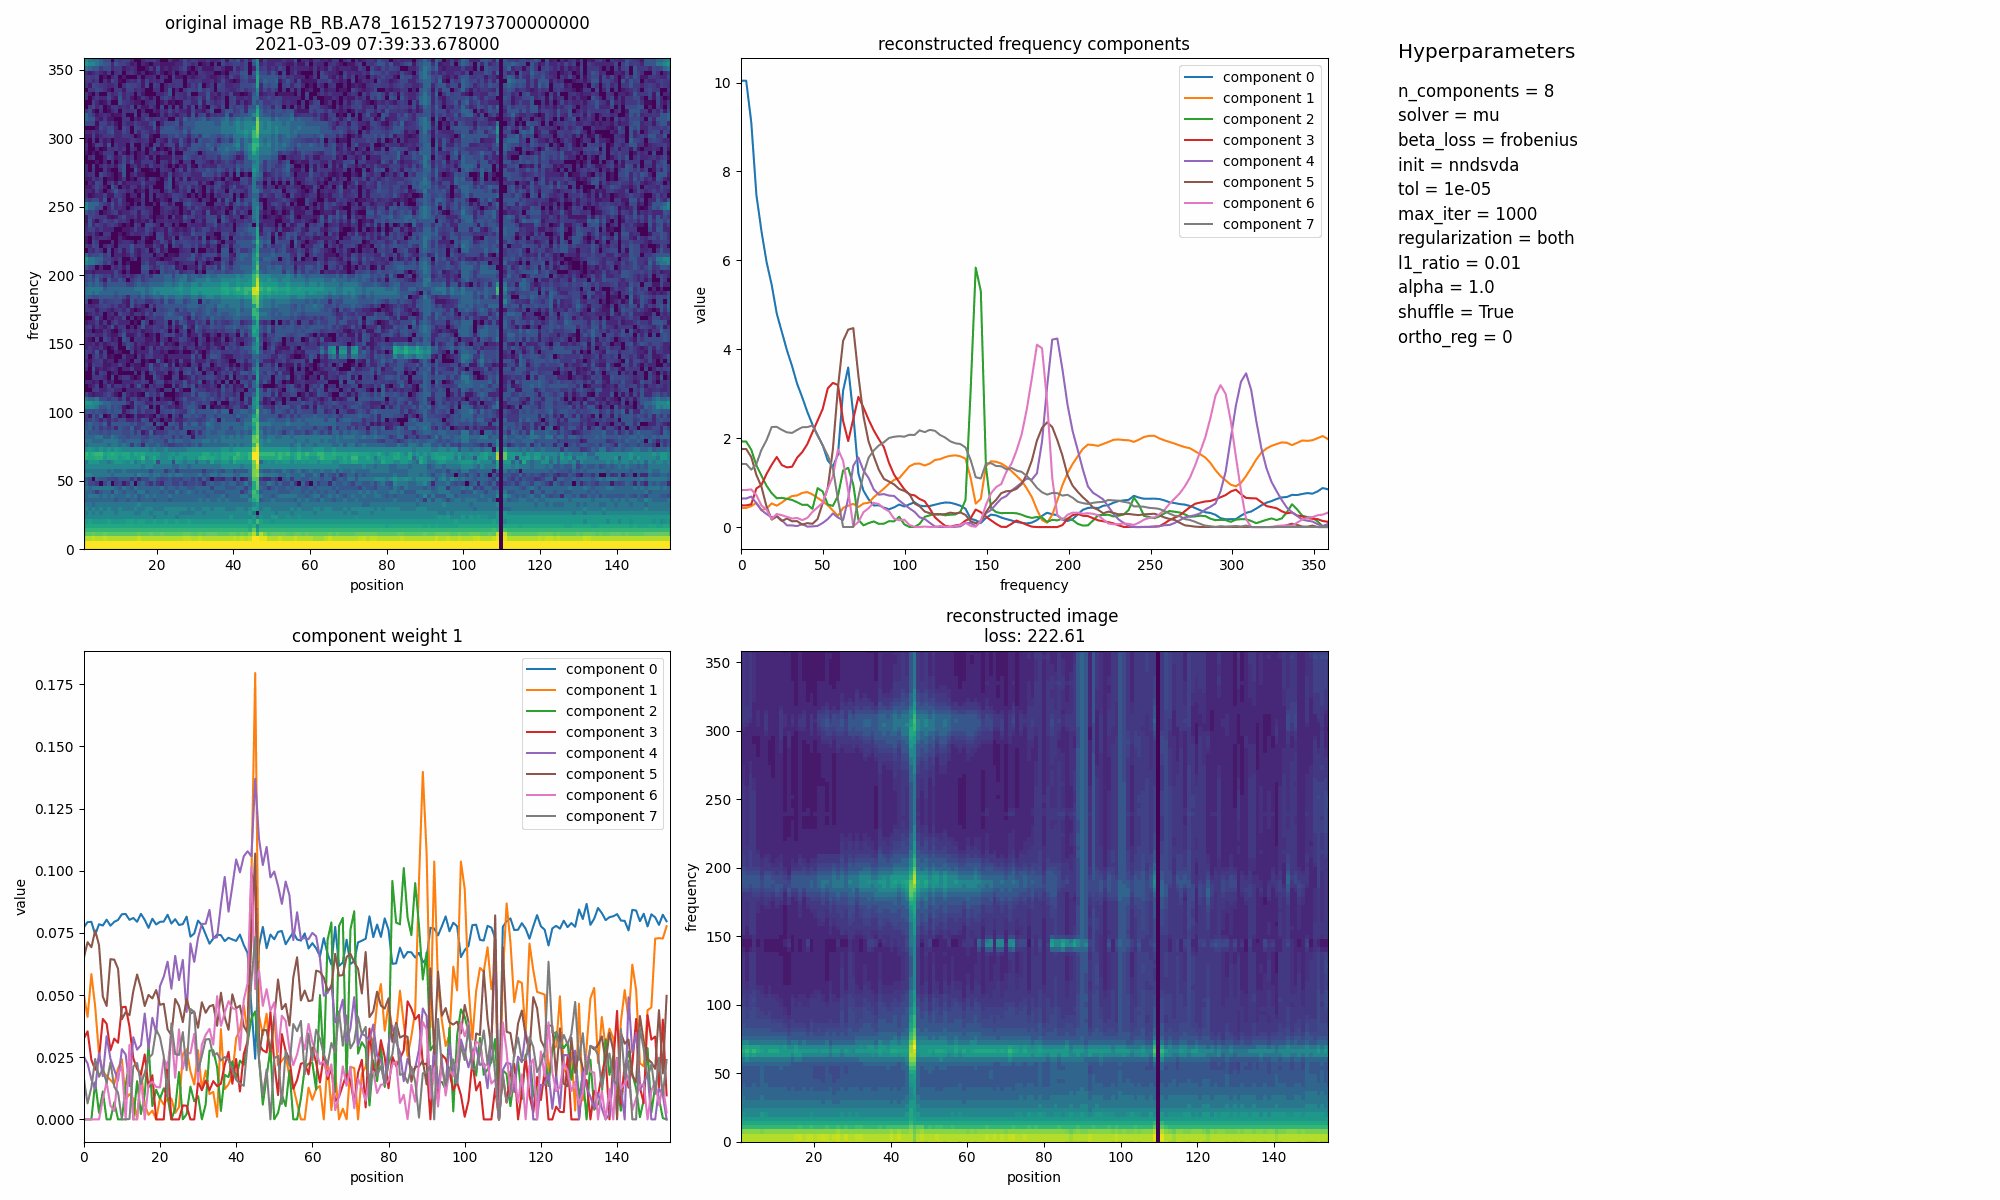 original image RB_RB.A78_1615271973700000000
2021-03-09 07:39:33.678000
350
300
250
200
150
100
50
0
frequency
20 40 60 80 100 120 140
position
reconstructed frequency components
10
8
6
4
2
0
value
component 0
component 1
component 2
component 3
component 4
component 5
component 6
component 7
0 50 100 150 200 250 300 350
frequency
Hyperparameters
n_components = 8
solver = mu
beta_loss = frobenius
init = nndsvda
tol = 1e-05
max_iter = 1000
regularization = both
l1_ratio = 0.01
alpha = 1.0
shuffle = True
ortho_reg = 0
component weight 1
0.175
0.150
0.125
0.100
0.075
0.050
0.025
0.000
value
component 0
component 1
component 2
component 3
component 4
component 5
component 6
component 7
0 20 40 60 80 100 120 140
position
reconstructed image
loss: 222.61
350
300
250
200
150
100
50
0
frequency
20 40 60 80 100 120 140
position